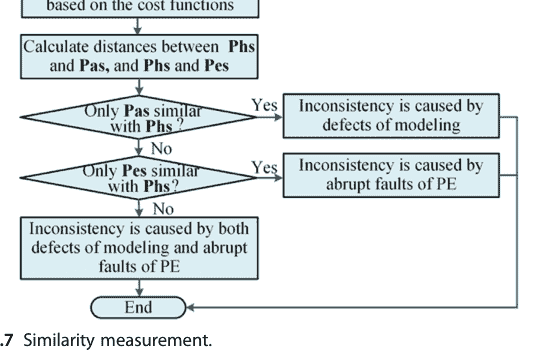 based on the cost functions
Calculate distances between Phs
and Pas, and Phs and Pes
Only Pas similar
with Phs ?
Yes
Inconsistency is caused by
defects of modeling
No
Only Pes similar
with Phs?
Yes
Inconsistency is caused by
abrupt faults of PE
No
Inconsistency is caused by both
defects of modeling and abrupt
faults of PE
End
.7 Similarity measurement.